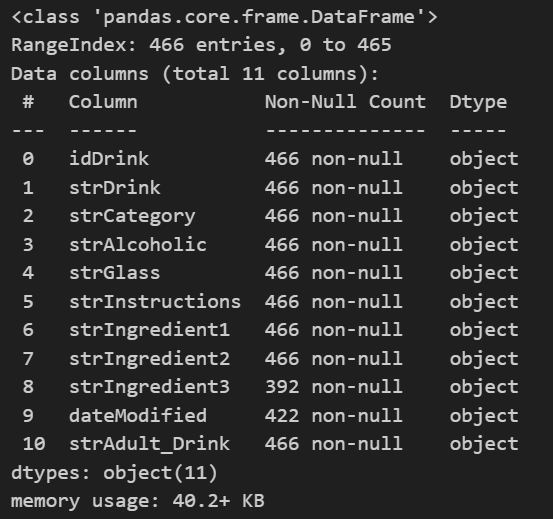 <class 'pandas.core.frame.DataFrame'>
RangeIndex: 466 entries, 0 to 465
Data columns (total 11 columns):
 #   Column           Non-Null Count  Dtype
---  ------           --------------  -----
 0   idDrink          466 non-null    object
 1   strDrink         466 non-null    object
 2   strCategory      466 non-null    object
 3   strAlcoholic     466 non-null    object
 4   strGlass         466 non-null    object
 5   strInstructions  466 non-null    object
 6   strIngredient1   466 non-null    object
 7   strIngredient2   466 non-null    object
 8   strIngredient3   392 non-null    object
 9   dateModified     422 non-null    object
 10  strAdult_Drink   466 non-null    object
dtypes: object(11)
memory usage: 40.2+ KB